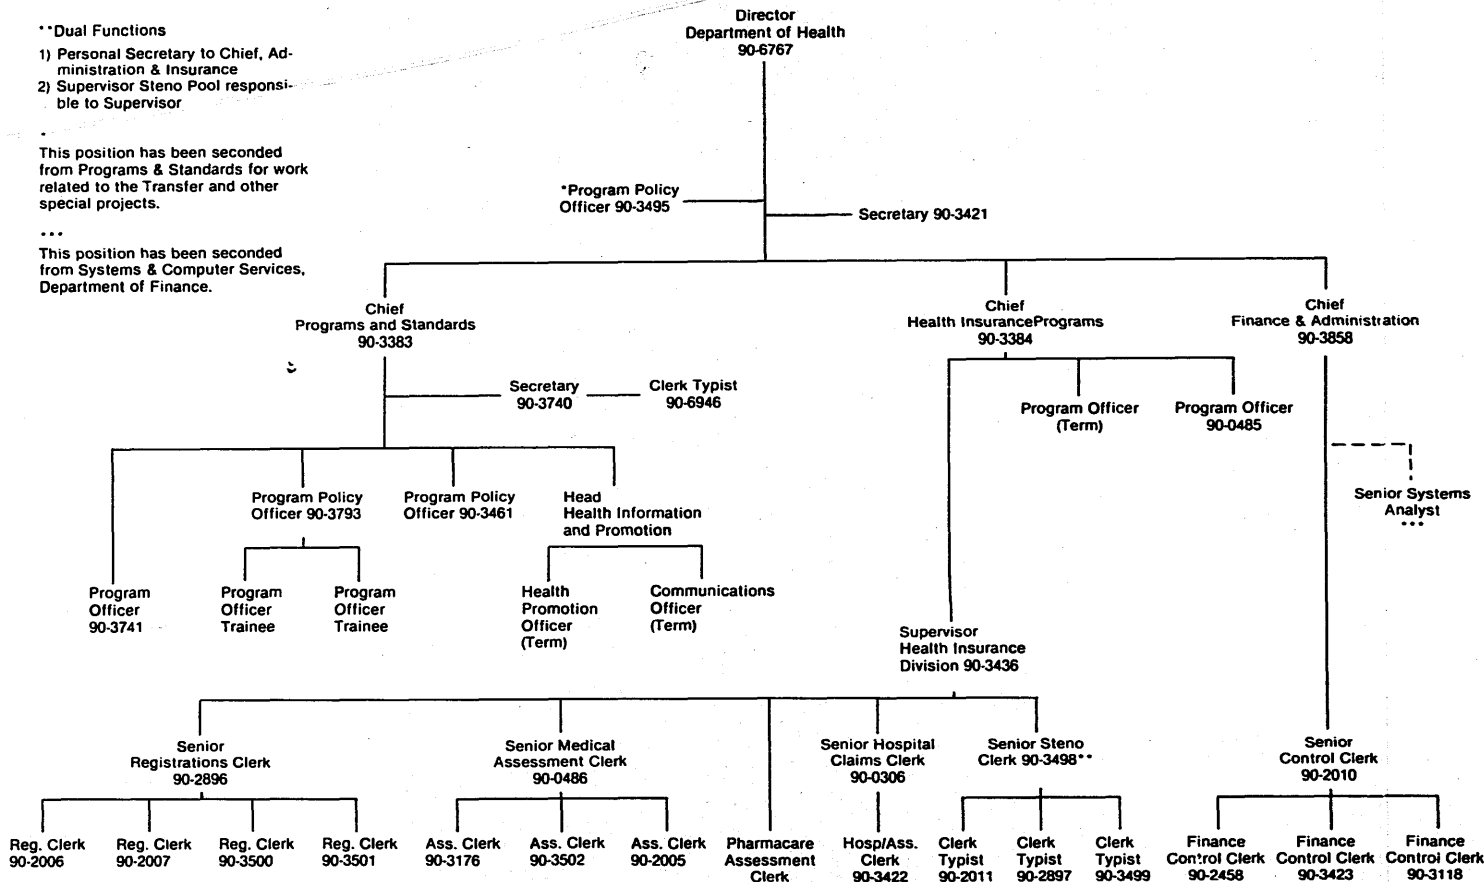 **Dual Functions
1) Personal Secretary to Chief, Ad-
ministration & Insurance
2) Supervisor Steno Pool responsi-
ble to Supervisor
*
This position has been seconded
from Programs & Standards for work
related to the Transfer and other
special projects.
***
This position has been seconded
from Systems & Computer Services,
Department of Finance.
Director
Department of Health
90-6767
*Program Policy
Officer 90-3495
Secretary 90-3421
Chief
Programs and Standards
90-3383
Chief
Health InsurancePrograms
90-3384
Chief
Finance & Administration
90-3858
Secretary
90-3740
Clerk Typist
90-6946
Program Officer
(Term)
Program Officer
90-0485
Senior Systems
Analyst
***
Program Policy
Officer 90-3793
Program Policy
Officer 90-3461
Head
Health Information
and Promotion
Program
Officer
90-3741
Program
Officer
Trainee
Program
Officer
Trainee
Health
Promotion
Officer
(Term)
Communications
Officer
(Term)
Supervisor
Health Insurance
Division 90-3436
Senior
Registrations Clerk
90-2896
Senior Medical
Assessment Clerk
90-0486
Senior Hospital
Claims Clerk
90-0306
Senior Steno
Clerk 90-3498**
Senior
Control Clerk
90-2010
Reg. Clerk
90-2006
Reg. Clerk
90-2007
Reg. Clerk
90-3500
Reg. Clerk
90-3501
Ass. Clerk
90-3176
Ass. Clerk
90-3502
Ass. Clerk
90-2005
Pharmacare
Assessment
Clerk
Hosp/Ass.
Clerk
90-3422
Clerk
Typist
90-2011
Clerk
Typist
90-2897
Clerk
Typist
90-3499
Finance
Control Clerk
90-2458
Finance
Control Clerk
90-3423
Finance
Control Clerk
90-3118